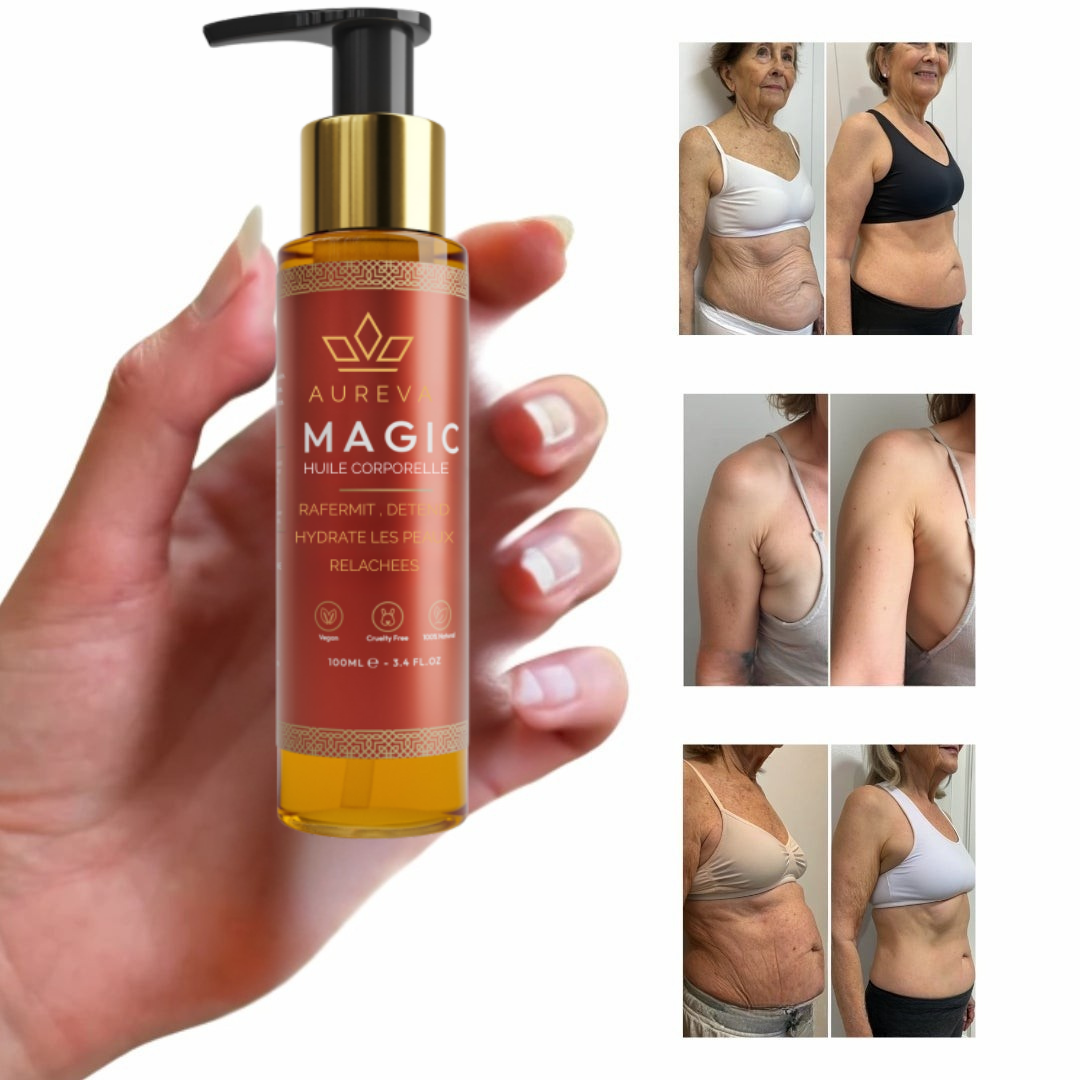 AUREVA
MAGIC
HUILE CORPORELLE
RAFERMIT , DETEND
HYDRATE LES PEAUX
RELACHEES
Vegan
Cruelty Free
100% Natural
100ML ℮ - 3.4 FL.OZ